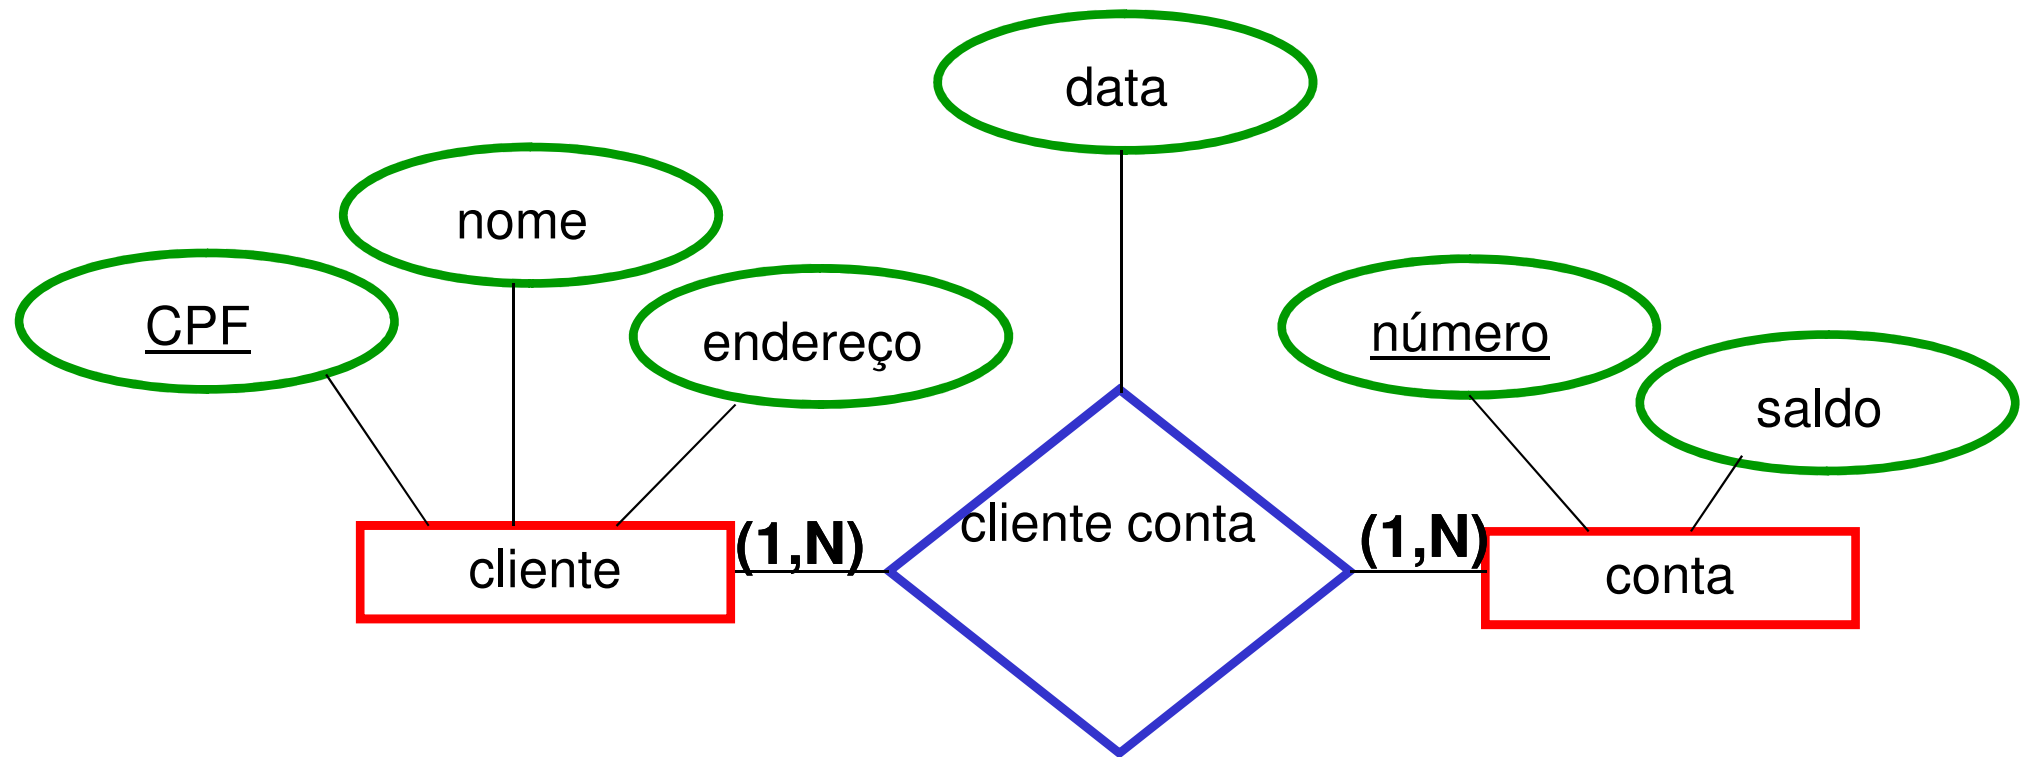 data
nome
CPF
endereço
número
saldo
cliente conta
(1,N)
(1,N)
cliente
conta